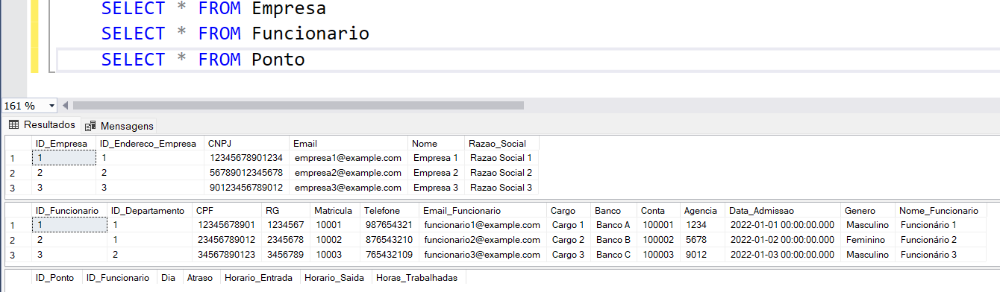 SELECT * FROM Empresa
SELECT * FROM Funcionario
SELECT * FROM Ponto
161 %
Resultados Mensagens
ID_Empresa ID_Endereco_Empresa CNPJ Email Nome Razao_Social
1 1 1 12345678901234 empresa1@example.com Empresa 1 Razao Social 1
2 2 2 56789012345678 empresa2@example.com Empresa 2 Razao Social 2
3 3 3 90123456789012 empresa3@example.com Empresa 3 Razao Social 3
ID_Funcionario ID_Departamento CPF RG Matricula Telefone Email_Funcionario Cargo Banco Conta Agencia Data_Admissao Genero Nome_Funcionario
1 1 1 12345678901 1234567 10001 987654321 funcionario1@example.com Cargo 1 Banco A 100001 1234 2022-01-01 00:00:00.000 Masculino Funcionário 1
2 2 1 23456789012 2345678 10002 876543210 funcionario2@example.com Cargo 2 Banco B 100002 5678 2022-01-02 00:00:00.000 Feminino Funcionário 2
3 3 2 34567890123 3456789 10003 765432109 funcionario3@example.com Cargo 3 Banco C 100003 9012 2022-01-03 00:00:00.000 Masculino Funcionário 3
ID_Ponto ID_Funcionario Dia Atraso Horario_Entrada Horario_Saida Horas_Trabalhadas